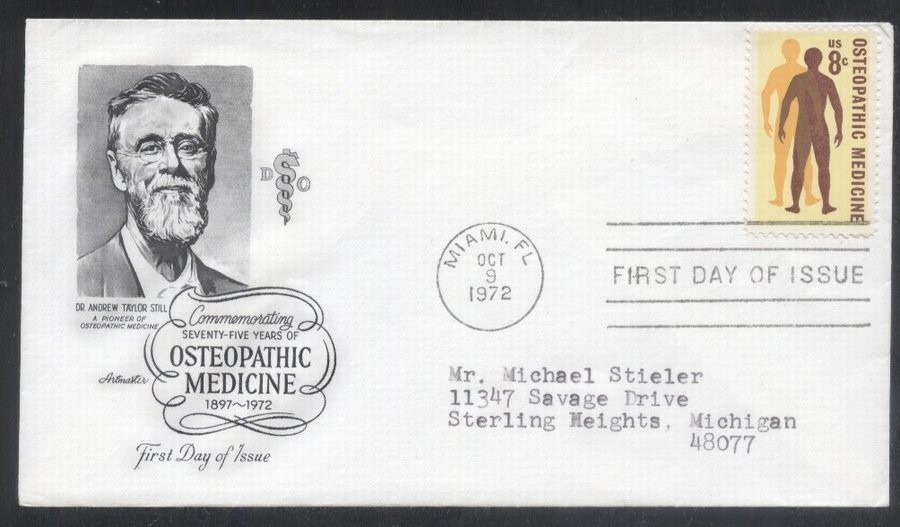 US
8c
OSTEOPATHIC MEDICINE
D O
MIAMI, FL
OCT
9
1972
FIRST DAY OF ISSUE
DR. ANDREW TAYLOR STILL
A PIONEER OF
OSTEOPATHIC MEDICINE
Commemorating
SEVENTY-FIVE YEARS OF
OSTEOPATHIC
MEDICINE
1897~1972
Artmaster
First Day of Issue
Mr. Michael Stieler
11347 Savage Drive
Sterling Heights, Michigan
48077